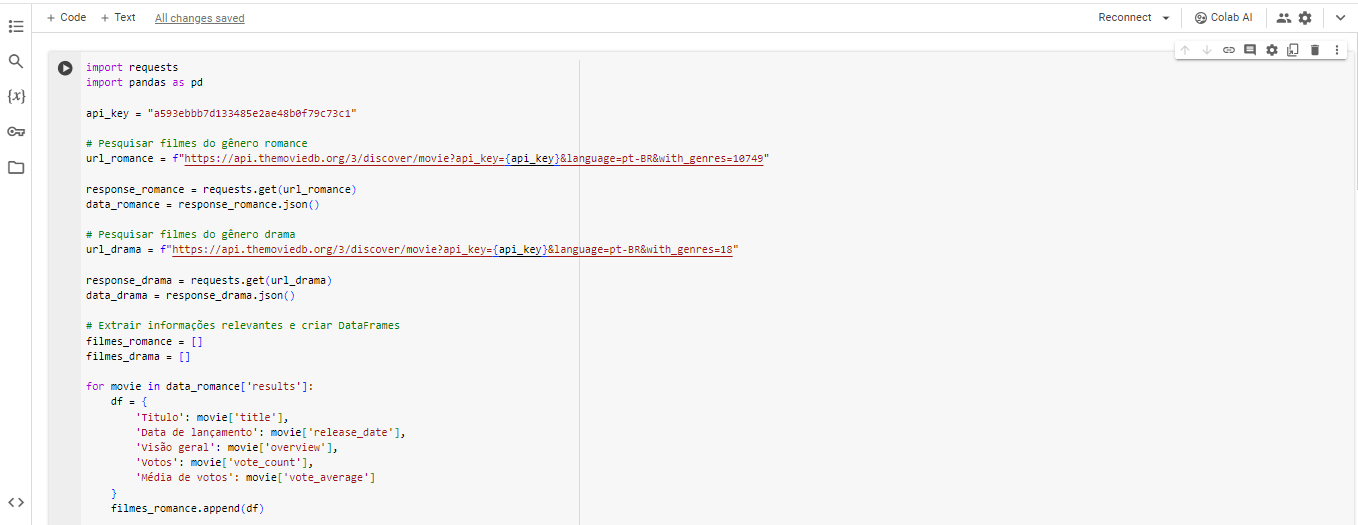 + Code + Text All changes saved Reconnect Colab AI
import requests
import pandas as pd
api_key = "a593ebbb7d133485e2ae48b0f79c73c1"
# Pesquisar filmes do gênero romance
url_romance = f"https://api.themoviedb.org/3/discover/movie?api_key={api_key}&language=pt-BR&with_genres=10749"
response_romance = requests.get(url_romance)
data_romance = response_romance.json()
# Pesquisar filmes do gênero drama
url_drama = f"https://api.themoviedb.org/3/discover/movie?api_key={api_key}&language=pt-BR&with_genres=18"
response_drama = requests.get(url_drama)
data_drama = response_drama.json()
# Extrair informações relevantes e criar DataFrames
filmes_romance = []
filmes_drama = []
for movie in data_romance['results']:
    df = {
        'Titulo': movie['title'],
        'Data de lançamento': movie['release_date'],
        'Visão geral': movie['overview'],
        'Votos': movie['vote_count'],
        'Média de votos': movie['vote_average']
    }
    filmes_romance.append(df)